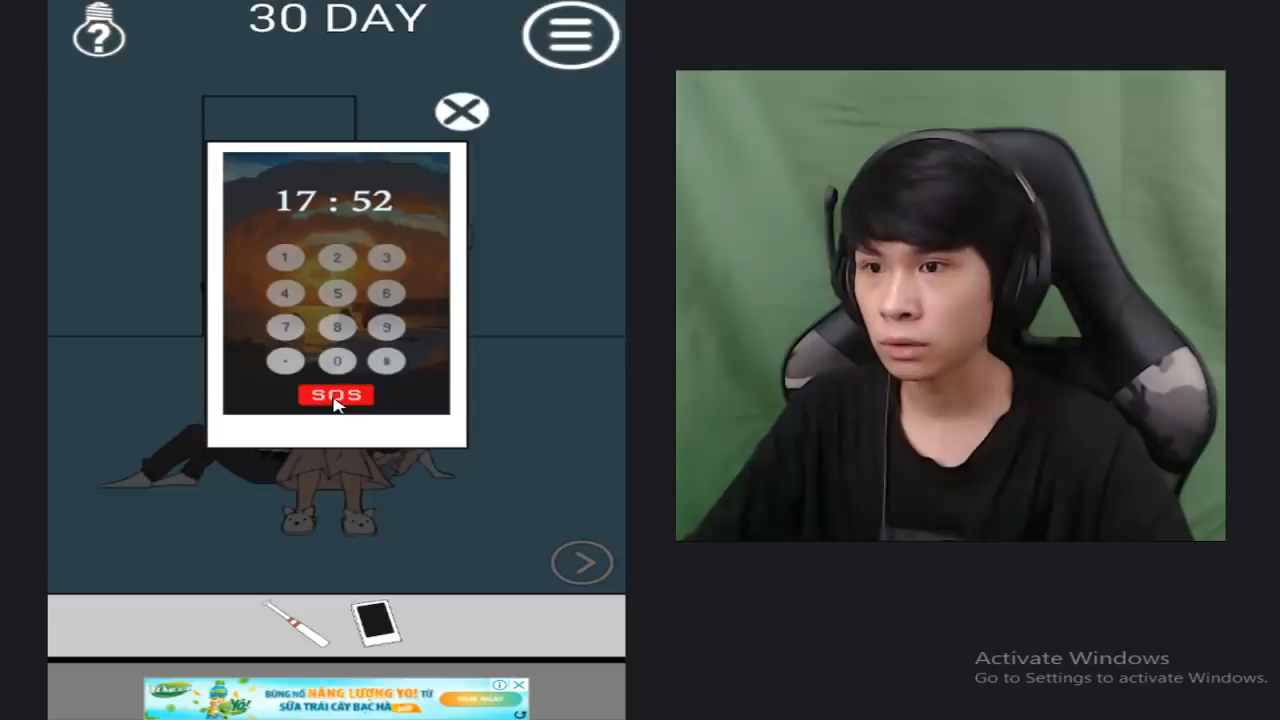 30 DAY
?
17 : 52
1 2 3
4 5 6
7 8 9
0
SOS
BÙNG NỔ NĂNG LƯỢNG YO! TỪ
SỮA TRÁI CÂY BẠC HÀ
Activate Windows
Go to Settings to activate Windows.